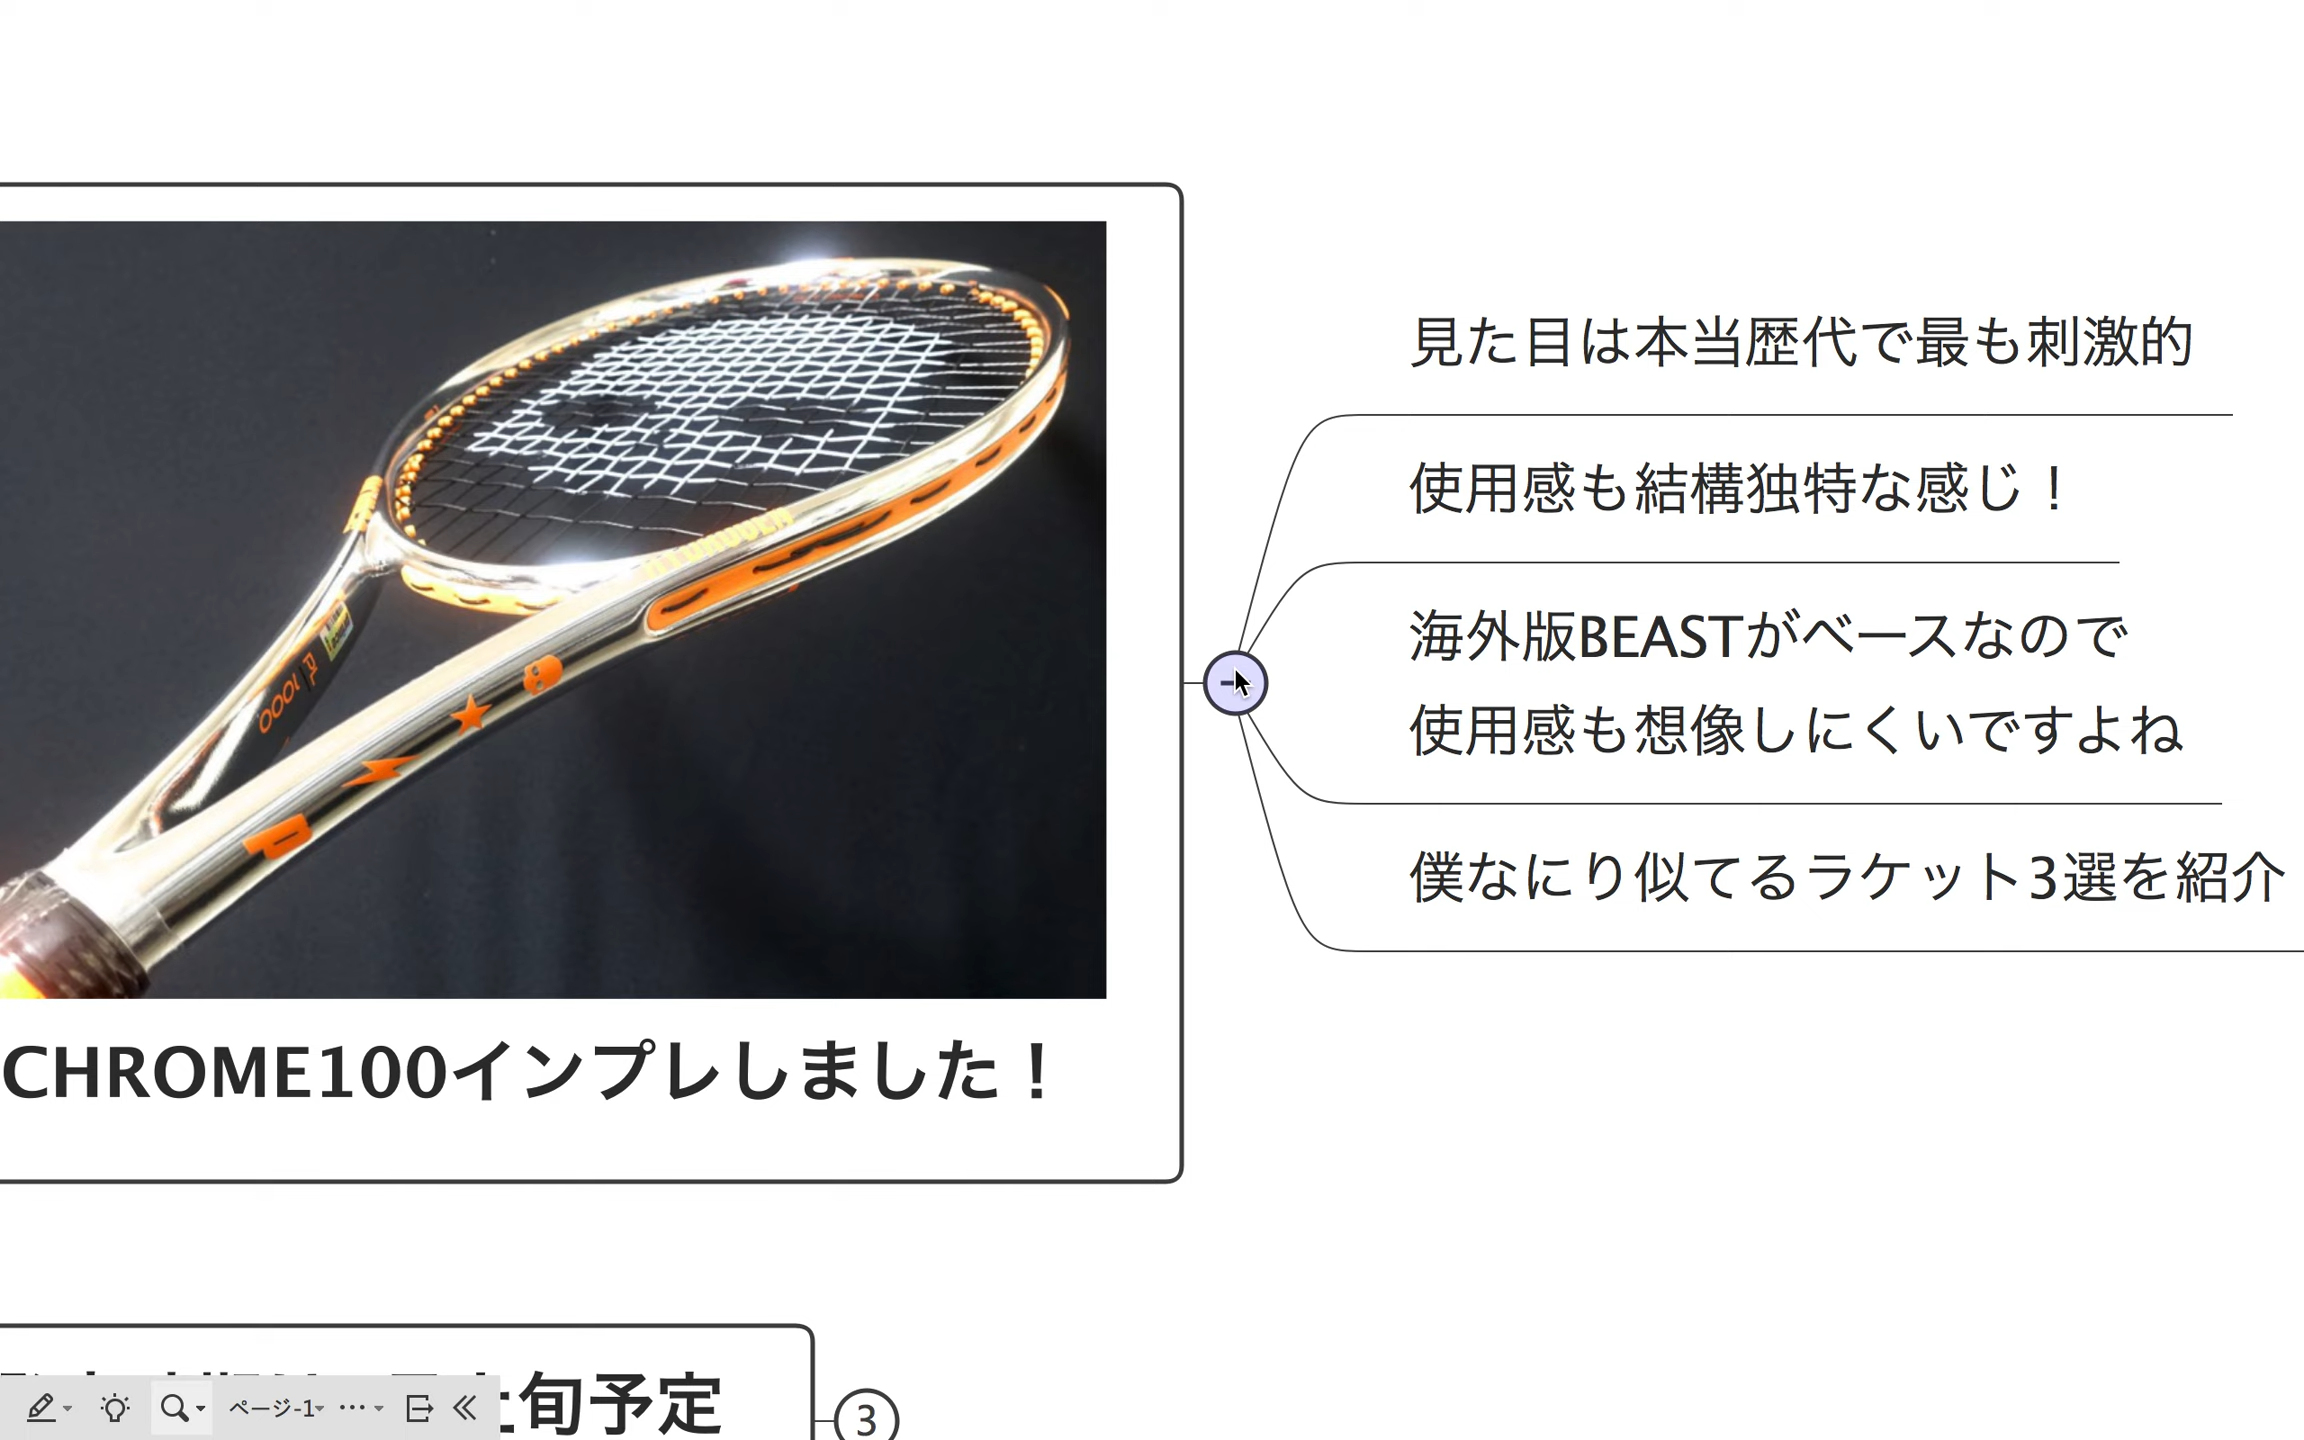 見た目は本当歴代で最も刺激的
使用感も結構独特な感じ！
海外版BEASTがベースなので
使用感も想像しにくいですよね
僕なにり似てるラケット3選を紹介
CHROME100インプレしました！
上旬予定
3
ページ-1